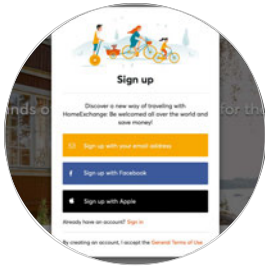 Sign up
Discover a new way of traveling with
HomeExchange: Be welcomed all over the world and
save money!
Sign up with your email address
Sign up with Facebook
Sign up with Apple
Already have an account? Sign in
By creating an account, I accept the General Terms of Use
for the